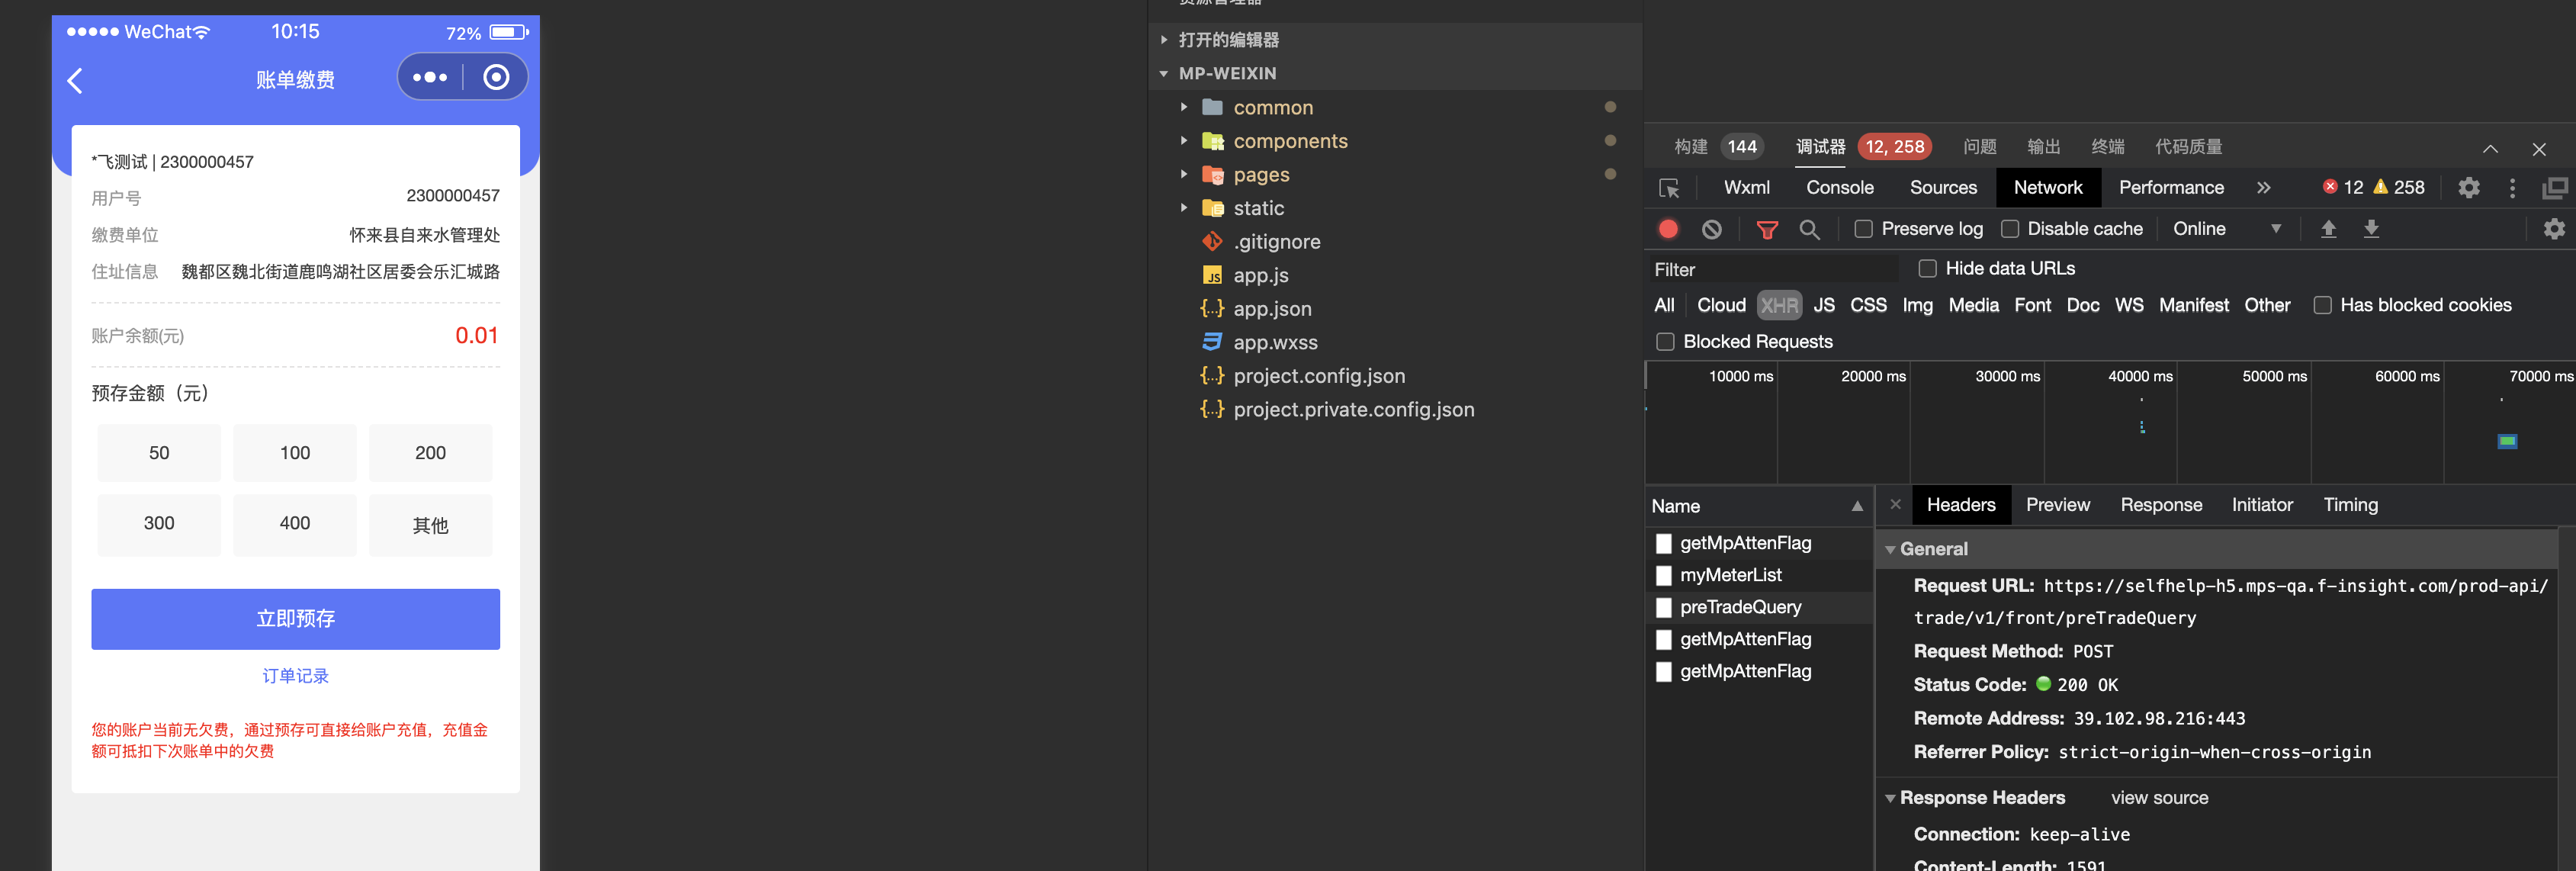 WeChat 10:15 72%
账单缴费
*飞测试 | 2300000457
用户号 2300000457
缴费单位 怀来县自来水管理处
住址信息 魏都区魏北街道鹿鸣湖社区居委会乐汇城路
账户余额(元) 0.01
预存金额（元）
50 100 200
300 400 其他
立即预存
订单记录
您的账户当前无欠费，通过预存可直接给账户充值，充值金
额可抵扣下次账单中的欠费
资源管理器
打开的编辑器
MP-WEIXIN
common
components
pages
static
.gitignore
app.js
app.json
app.wxss
project.config.json
project.private.config.json
构建 144 调试器 12, 258 问题 输出 终端 代码质量
Wxml Console Sources Network Performance 12 258
Preserve log Disable cache Online
Filter Hide data URLs
All Cloud XHR JS CSS Img Media Font Doc WS Manifest Other Has blocked cookies
Blocked Requests
10000 ms 20000 ms 30000 ms 40000 ms 50000 ms 60000 ms 70000 ms
Name
getMpAttenFlag
myMeterList
preTradeQuery
getMpAttenFlag
getMpAttenFlag
Headers Preview Response Initiator Timing
General
Request URL: https://selfhelp-h5.mps-qa.f-insight.com/prod-api/
trade/v1/front/preTradeQuery
Request Method: POST
Status Code: 200 OK
Remote Address: 39.102.98.216:443
Referrer Policy: strict-origin-when-cross-origin
Response Headers view source
Connection: keep-alive
Content-Length: 1591